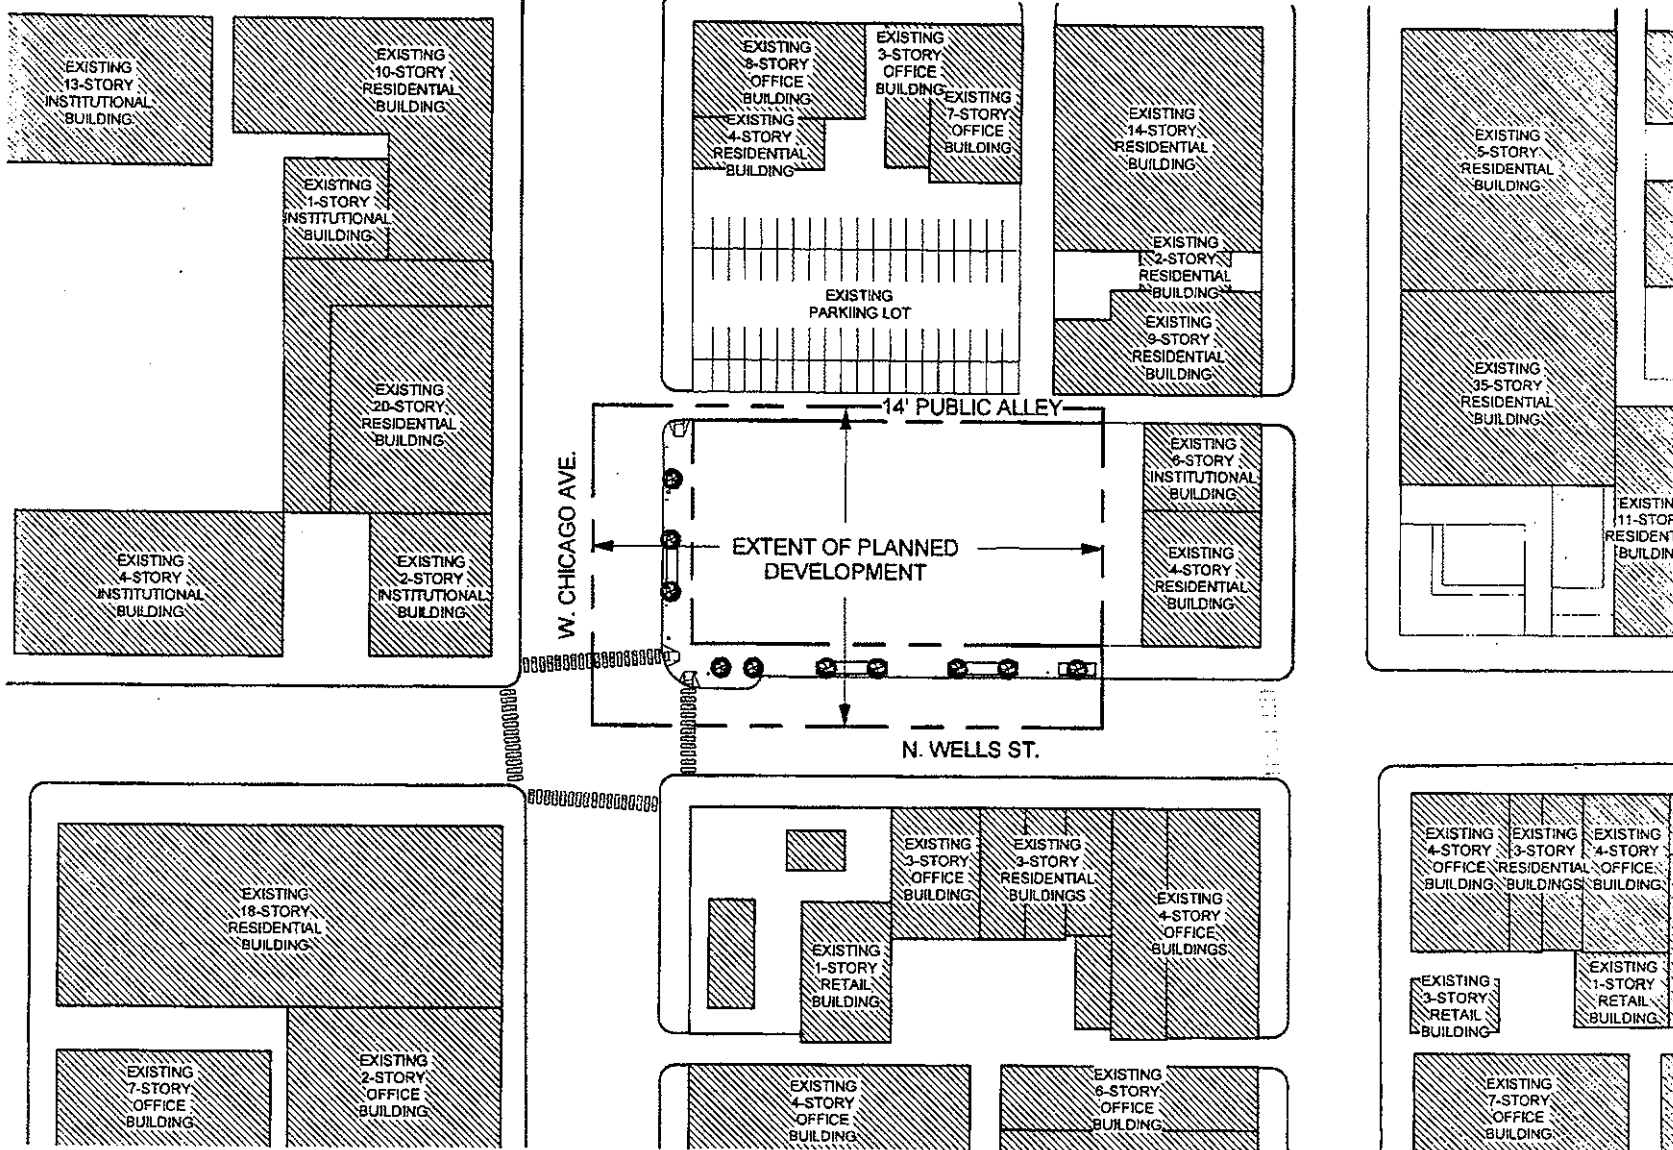 EXISTING
13-STORY
INSTITUTIONAL
BUILDING
EXISTING
10-STORY
RESIDENTIAL
BUILDING
EXISTING
1-STORY
INSTITUTIONAL
BUILDING
EXISTING
20-STORY
RESIDENTIAL
BUILDING
EXISTING
4-STORY
INSTITUTIONAL
BUILDING
EXISTING
2-STORY
INSTITUTIONAL
BUILDING
EXISTING
8-STORY
OFFICE
BUILDING
EXISTING
3-STORY
OFFICE
BUILDING
EXISTING
4-STORY
RESIDENTIAL
BUILDING
EXISTING
7-STORY
OFFICE
BUILDING
EXISTING
PARKIING LOT
EXISTING
14-STORY
RESIDENTIAL
BUILDING
EXISTING
2-STORY
RESIDENTIAL
BUILDING
EXISTING
9-STORY
RESIDENTIAL
BUILDING
EXISTING
5-STORY
RESIDENTIAL
BUILDING
EXISTING
35-STORY
RESIDENTIAL
BUILDING
EXISTIN
11-STOR
RESIDENT
BUILDIN
14' PUBLIC ALLEY
W. CHICAGO AVE.
EXTENT OF PLANNED
DEVELOPMENT
EXISTING
6-STORY
INSTITUTIONAL
BUILDING
EXISTING
4-STORY
RESIDENTIAL
BUILDING
N. WELLS ST.
EXISTING
18-STORY
RESIDENTIAL
BUILDING
EXISTING
7-STORY
OFFICE
BUILDING
EXISTING
2-STORY
OFFICE
BUILDING
EXISTING
3-STORY
OFFICE
BUILDING
EXISTING
3-STORY
RESIDENTIAL
BUILDINGS
EXISTING
4-STORY
OFFICE
BUILDINGS
EXISTING
1-STORY
RETAIL
BUILDING
EXISTING
4-STORY
OFFICE
BUILDING
EXISTING
6-STORY
OFFICE
BUILDING
EXISTING
4-STORY
OFFICE
BUILDING
EXISTING
3-STORY
RESIDENTIAL
BUILDINGS
EXISTING
4-STORY
OFFICE
BUILDING
EXISTING
3-STORY
RETAIL
BUILDING
EXISTING
1-STORY
RETAIL
BUILDING
EXISTING
7-STORY
OFFICE
BUILDING